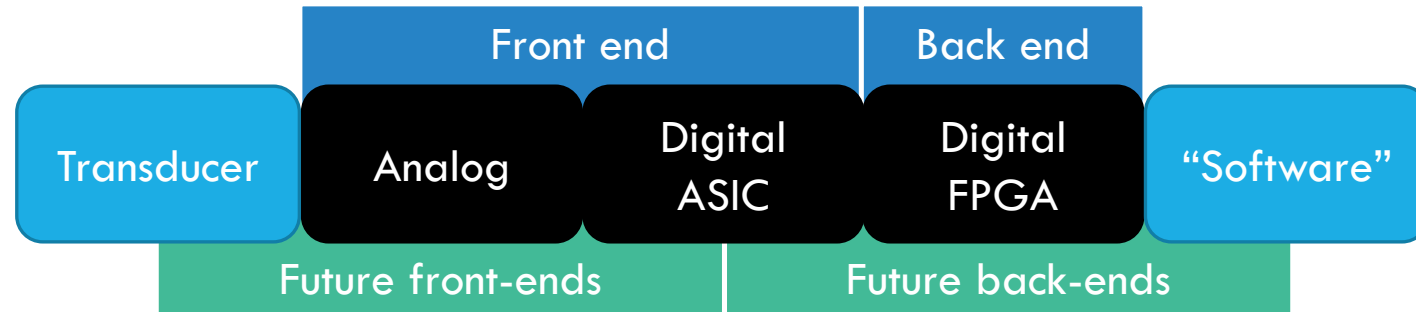 Front end
Back end
Transducer
Analog
Digital
ASIC
Digital
FPGA
“Software”
Future front-ends
Future back-ends